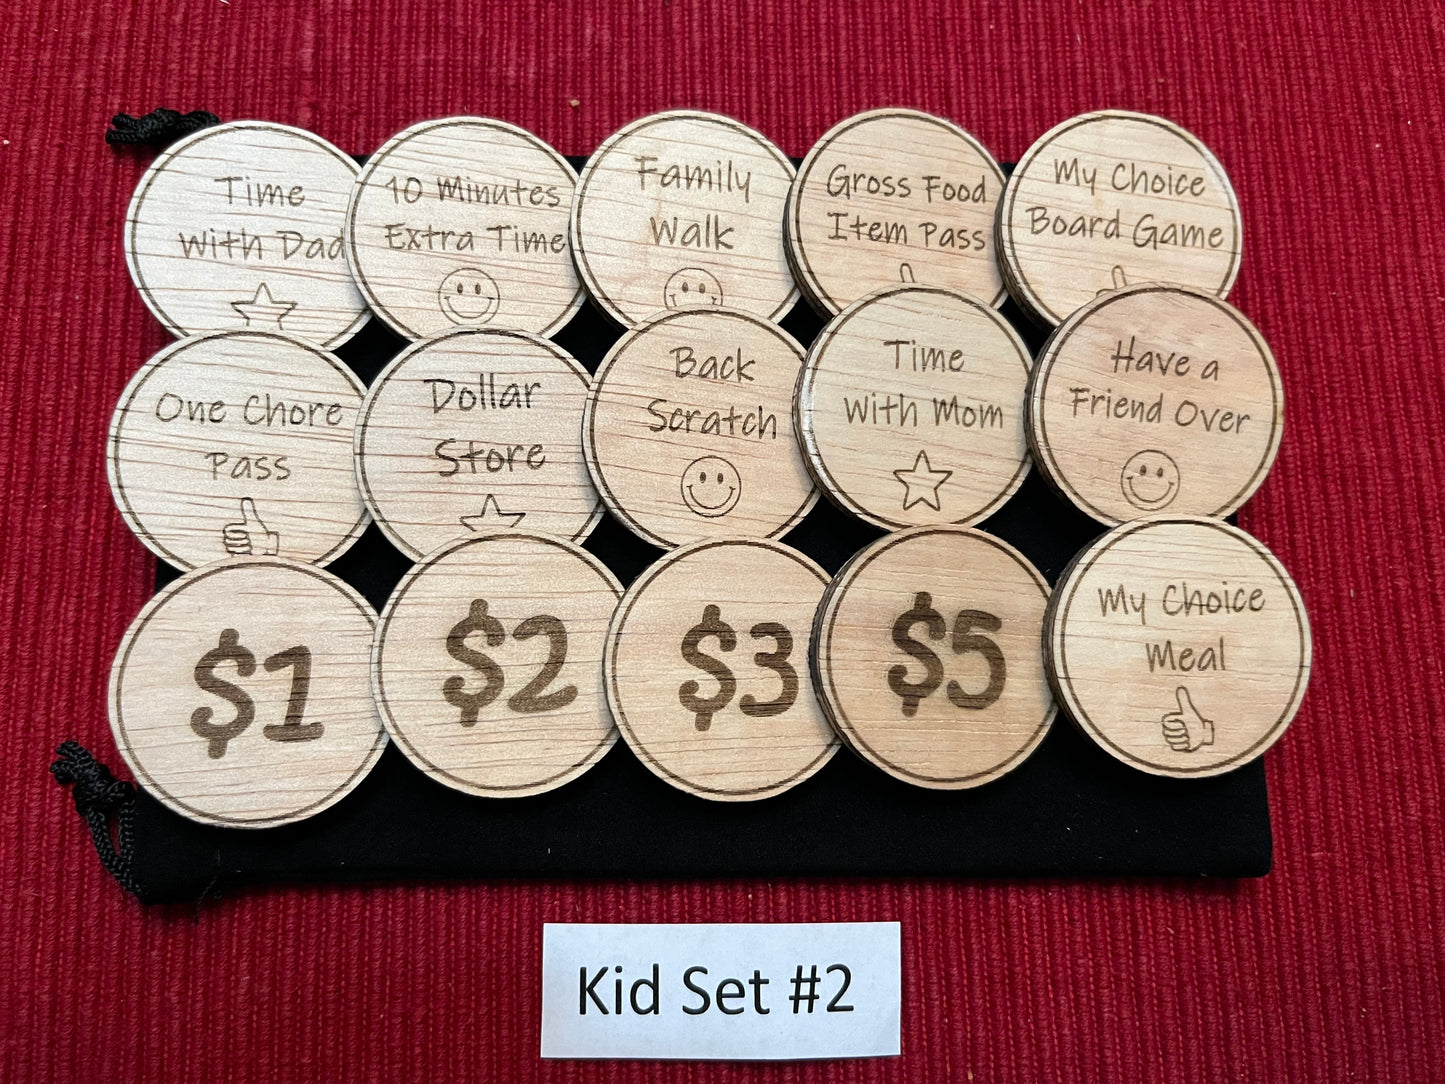 Time
With Dad
10 Minutes
Extra Time
Family
Walk
Gross Food
Item Pass
My Choice
Board Game
One Chore
Pass
Dollar
Store
Back
Scratch
Time
With Mom
Have a
Friend Over
$1
$2
$3
$5
My Choice
Meal
Kid Set #2